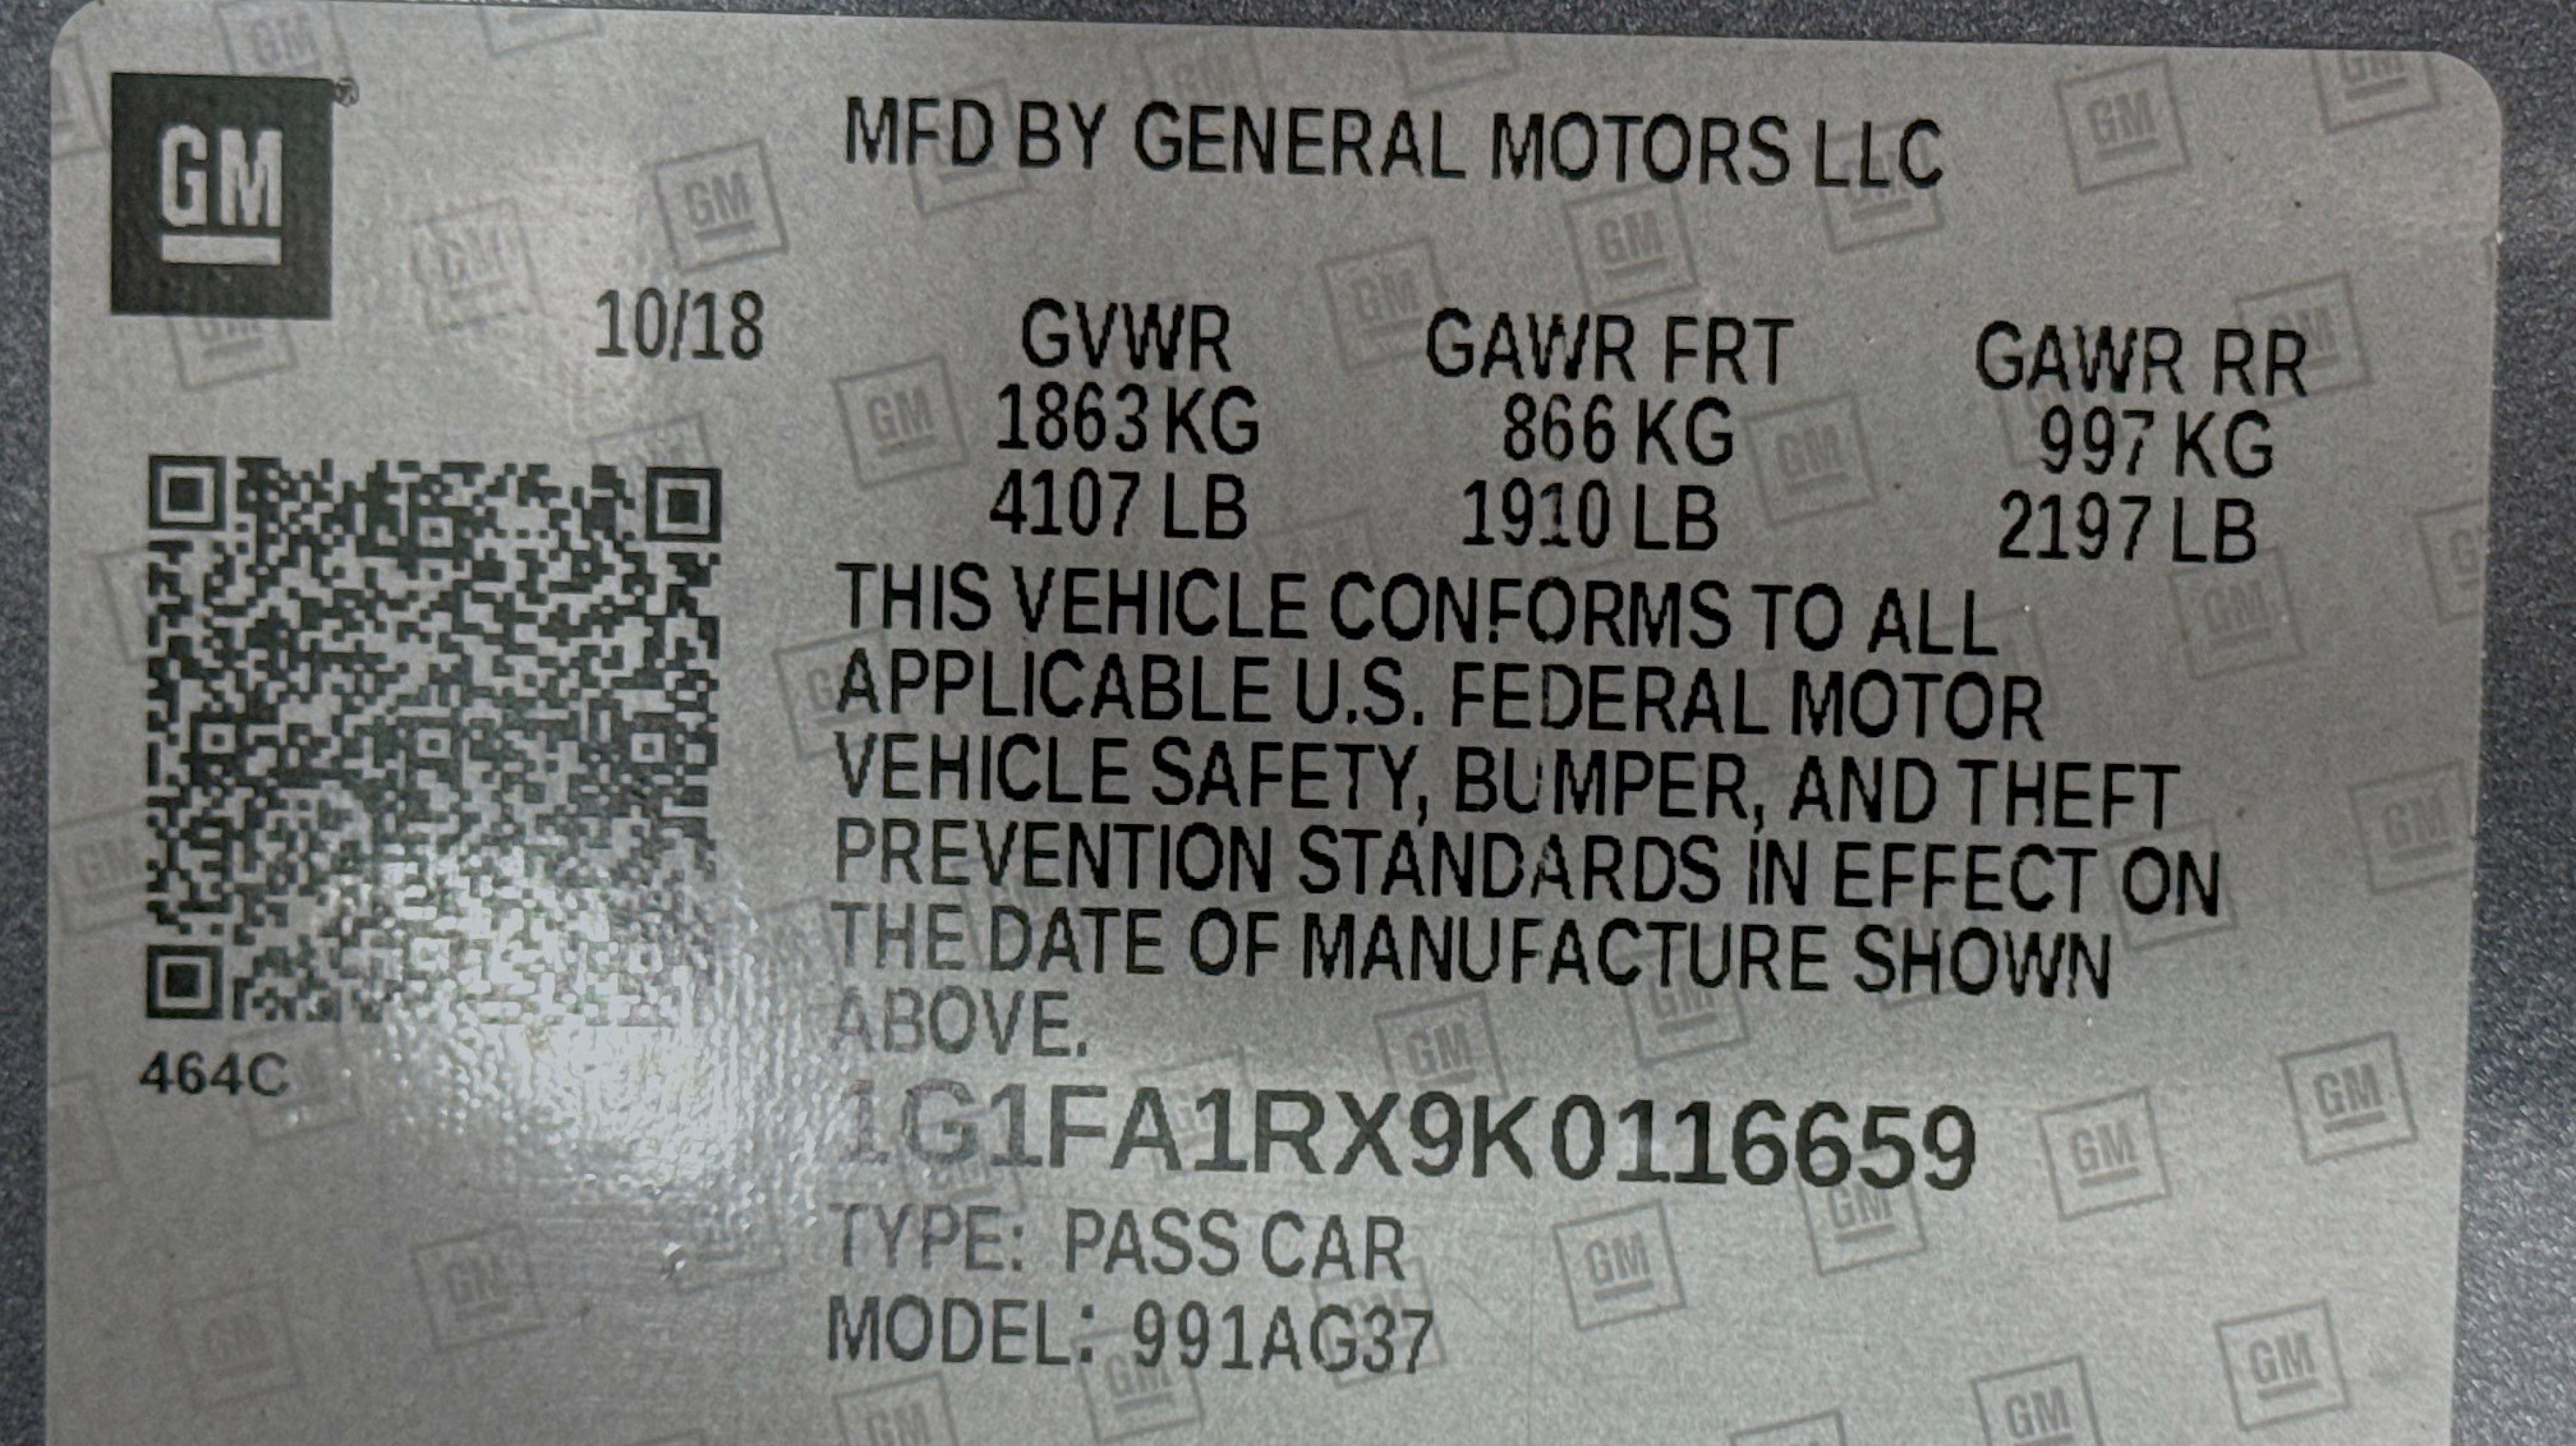 GM
MFD BY GENERAL MOTORS LLC
10/18
GVWR GAWR FRT GAWR RR
1863 KG 866 KG 997 KG
4107 LB 1910 LB 2197 LB
THIS VEHICLE CONFORMS TO ALL
APPLICABLE U.S. FEDERAL MOTOR
VEHICLE SAFETY, BUMPER, AND THEFT
PREVENTION STANDARDS IN EFFECT ON
THE DATE OF MANUFACTURE SHOWN
ABOVE.
464C
1G1FA1RX9K0116659
TYPE: PASS CAR
MODEL: 991AG37